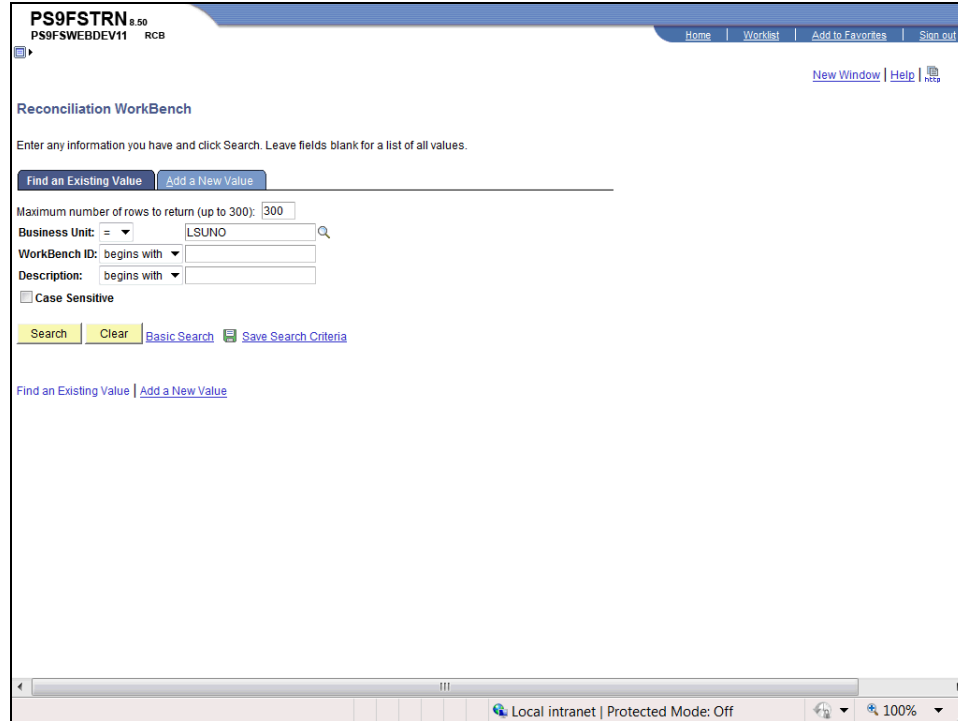 PS9FSTRN 8.50
PS9FSWEBDEV11 RCB
Home | Worklist | Add to Favorites | Sign out
New Window | Help | http
Reconciliation WorkBench
Enter any information you have and click Search. Leave fields blank for a list of all values.
Find an Existing Value Add a New Value
Maximum number of rows to return (up to 300): 300
Business Unit: = LSUNO
WorkBench ID: begins with
Description: begins with
Case Sensitive
Search Clear Basic Search Save Search Criteria
Find an Existing Value | Add a New Value
Local intranet | Protected Mode: Off 100%